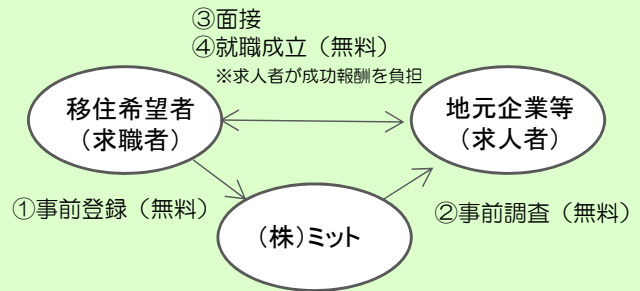 ③面接
④就職成立（無料）
※求人者が成功報酬を負担
移住希望者
（求職者）
地元企業等
（求人者）
①事前登録（無料）
（株）ミット
②事前調査（無料）